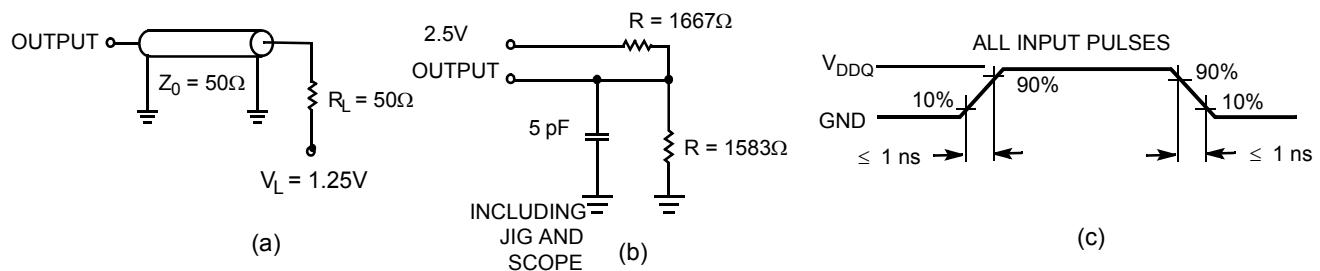 OUTPUT
Z0 = 50Ω
RL = 50Ω
VL = 1.25V
(a)
R = 1667Ω
2.5V
OUTPUT
5 pF
R = 1583Ω
INCLUDING
JIG AND
SCOPE
(b)
ALL INPUT PULSES
VDDQ
GND
10%
90%
90%
10%
≤ 1 ns
≤ 1 ns
(c)